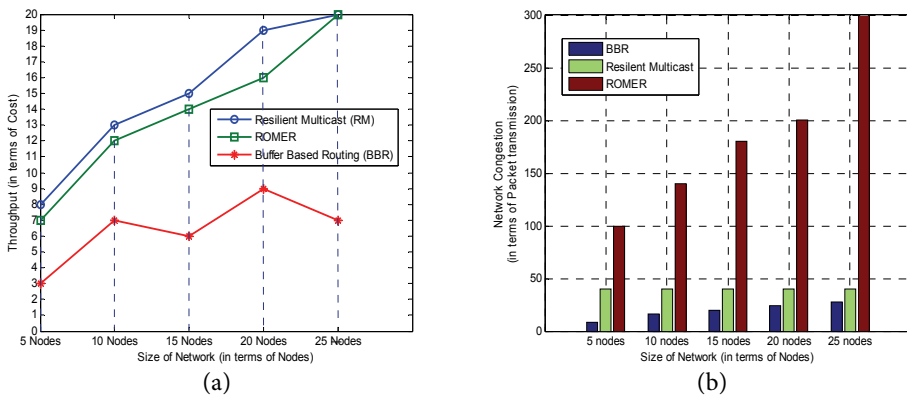 20
19
18
17
16
15
14
13
12
11
10
9
8
7
6
5
4
3
2
1
0
Throughput (in terms of Cost)
Resilient Multicast (RM)
ROMER
Buffer Based Routing (BBR)
5 Nodes 10 Nodes 15 Nodes 20 Nodes 25 Nodes
Size of Network (in terms of Nodes)
(a)
300
250
200
150
100
50
0
Network Congestion
(in terms of Packet transmission)
BBR
Resilent Multicast
ROMER
5 nodes 10 nodes 15 nodes 20 nodes 25 nodes
Size of Network (in terms of Nodes)
(b)